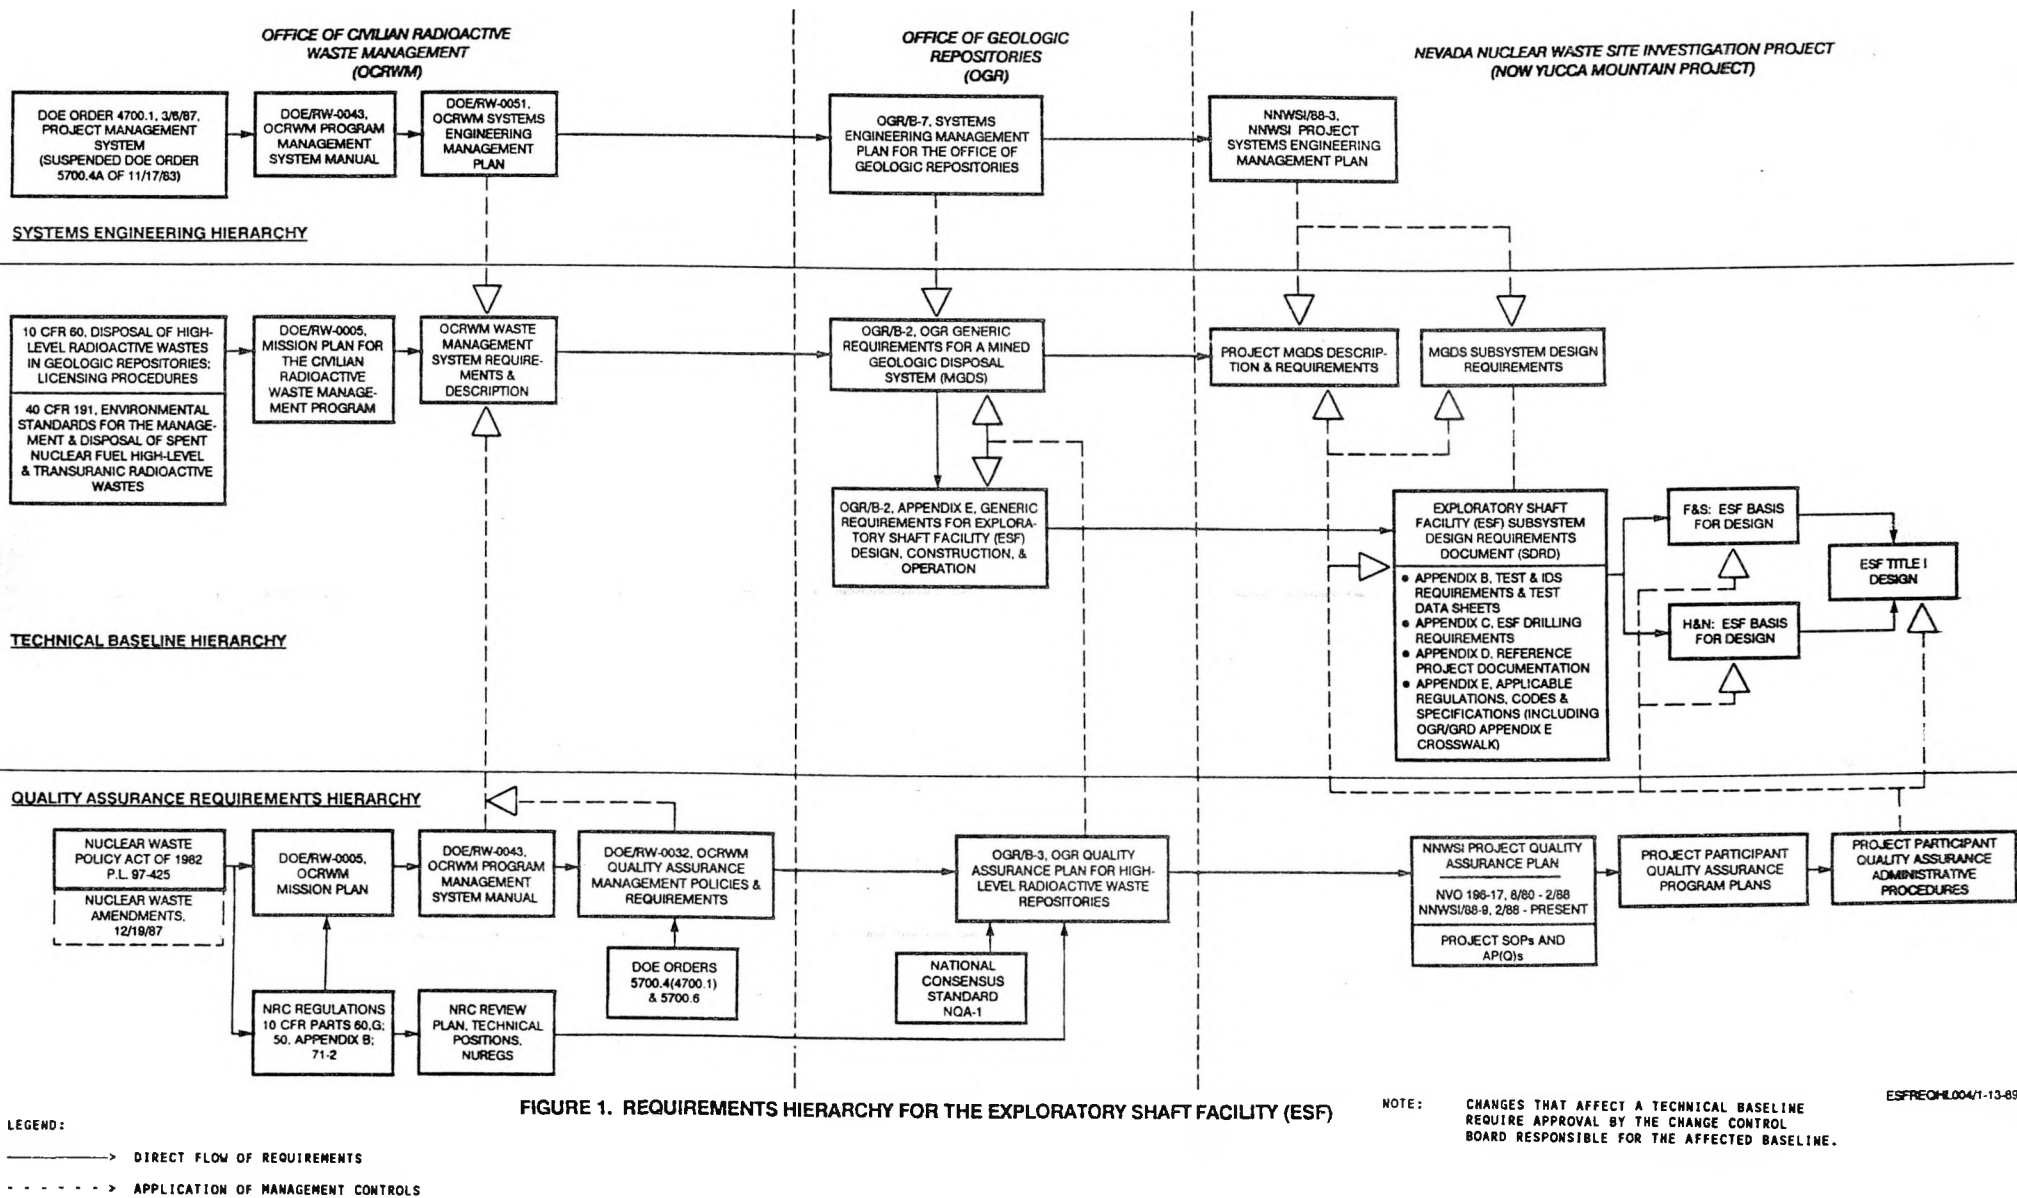 OFFICE OF CIVILIAN RADIOACTIVE
WASTE MANAGEMENT
(OCRWM)
OFFICE OF GEOLOGIC
REPOSITORIES
(OGR)
NEVADA NUCLEAR WASTE SITE INVESTIGATION PROJECT
(NOW YUCCA MOUNTAIN PROJECT)
DOE ORDER 4700.1, 3/6/87,
PROJECT MANAGEMENT
SYSTEM
(SUSPENDED DOE ORDER
5700.4A OF 11/17/83)
DOE/RW-0043,
OCRWM PROGRAM
MANAGEMENT
SYSTEM MANUAL
DOE/RW-0051,
OCRWM SYSTEMS
ENGINEERING
MANAGEMENT
PLAN
OGR/B-7, SYSTEMS
ENGINEERING MANAGEMENT
PLAN FOR THE OFFICE OF
GEOLOGIC REPOSITORIES
NNWSI/88-3,
NNWSI PROJECT
SYSTEMS ENGINEERING
MANAGEMENT PLAN
SYSTEMS ENGINEERING HIERARCHY
10 CFR 60, DISPOSAL OF HIGH-
LEVEL RADIOACTIVE WASTES
IN GEOLOGIC REPOSITORIES;
LICENSING PROCEDURES
40 CFR 191, ENVIRONMENTAL
STANDARDS FOR THE MANAGE-
MENT & DISPOSAL OF SPENT
NUCLEAR FUEL HIGH-LEVEL
& TRANSURANIC RADIOACTIVE
WASTES
DOE/RW-0005,
MISSION PLAN FOR
THE CIVILIAN
RADIOACTIVE
WASTE MANAGE-
MENT PROGRAM
OCRWM WASTE
MANAGEMENT
SYSTEM REQUIRE-
MENTS &
DESCRIPTION
OGR/B-2, OGR GENERIC
REQUIREMENTS FOR A MINED
GEOLOGIC DISPOSAL
SYSTEM (MGDS)
PROJECT MGDS DESCRIP-
TION & REQUIREMENTS
MGDS SUBSYSTEM DESIGN
REQUIREMENTS
OGR/B-2, APPENDIX E, GENERIC
REQUIREMENTS FOR EXPLORA-
TORY SHAFT FACILITY (ESF)
DESIGN, CONSTRUCTION, &
OPERATION
EXPLORATORY SHAFT
FACILITY (ESF) SUBSYSTEM
DESIGN REQUIREMENTS
DOCUMENT (SDRD)
• APPENDIX B, TEST & IDS
REQUIREMENTS & TEST
DATA SHEETS
• APPENDIX C, ESF DRILLING
REQUIREMENTS
• APPENDIX D, REFERENCE
PROJECT DOCUMENTATION
• APPENDIX E, APPLICABLE
REGULATIONS, CODES &
SPECIFICATIONS (INCLUDING
OGR/GRD APPENDIX E
CROSSWALK)
F&S: ESF BASIS
FOR DESIGN
H&N: ESF BASIS
FOR DESIGN
ESF TITLE I
DESIGN
TECHNICAL BASELINE HIERARCHY
QUALITY ASSURANCE REQUIREMENTS HIERARCHY
NUCLEAR WASTE
POLICY ACT OF 1982
P.L. 97-425
NUCLEAR WASTE
AMENDMENTS,
12/19/87
DOE/RW-0005,
OCRWM
MISSION PLAN
DOE/RW-0043,
OCRWM PROGRAM
MANAGEMENT
SYSTEM MANUAL
DOE/RW-0032, OCRWM
QUALITY ASSURANCE
MANAGEMENT POLICIES &
REQUIREMENTS
OGR/B-3, OGR QUALITY
ASSURANCE PLAN FOR HIGH-
LEVEL RADIOACTIVE WASTE
REPOSITORIES
NNWSI PROJECT QUALITY
ASSURANCE PLAN
NVO 196-17, 8/80 - 2/88
NNWSI/88-9, 2/88 - PRESENT
PROJECT SOPs AND
AP(Q)s
PROJECT PARTICIPANT
QUALITY ASSURANCE
PROGRAM PLANS
PROJECT PARTICIPANT
QUALITY ASSURANCE
ADMINISTRATIVE
PROCEDURES
NRC REGULATIONS
10 CFR PARTS 60,G;
50, APPENDIX B;
71-2
NRC REVIEW
PLAN, TECHNICAL
POSITIONS,
NUREGS
DOE ORDERS
5700.4(4700.1)
& 5700.6
NATIONAL
CONSENSUS
STANDARD
NQA-1
FIGURE 1. REQUIREMENTS HIERARCHY FOR THE EXPLORATORY SHAFT FACILITY (ESF)
NOTE: CHANGES THAT AFFECT A TECHNICAL BASELINE
REQUIRE APPROVAL BY THE CHANGE CONTROL
BOARD RESPONSIBLE FOR THE AFFECTED BASELINE.
ESFREQHI.004/1-13-89
LEGEND:
DIRECT FLOW OF REQUIREMENTS
APPLICATION OF MANAGEMENT CONTROLS